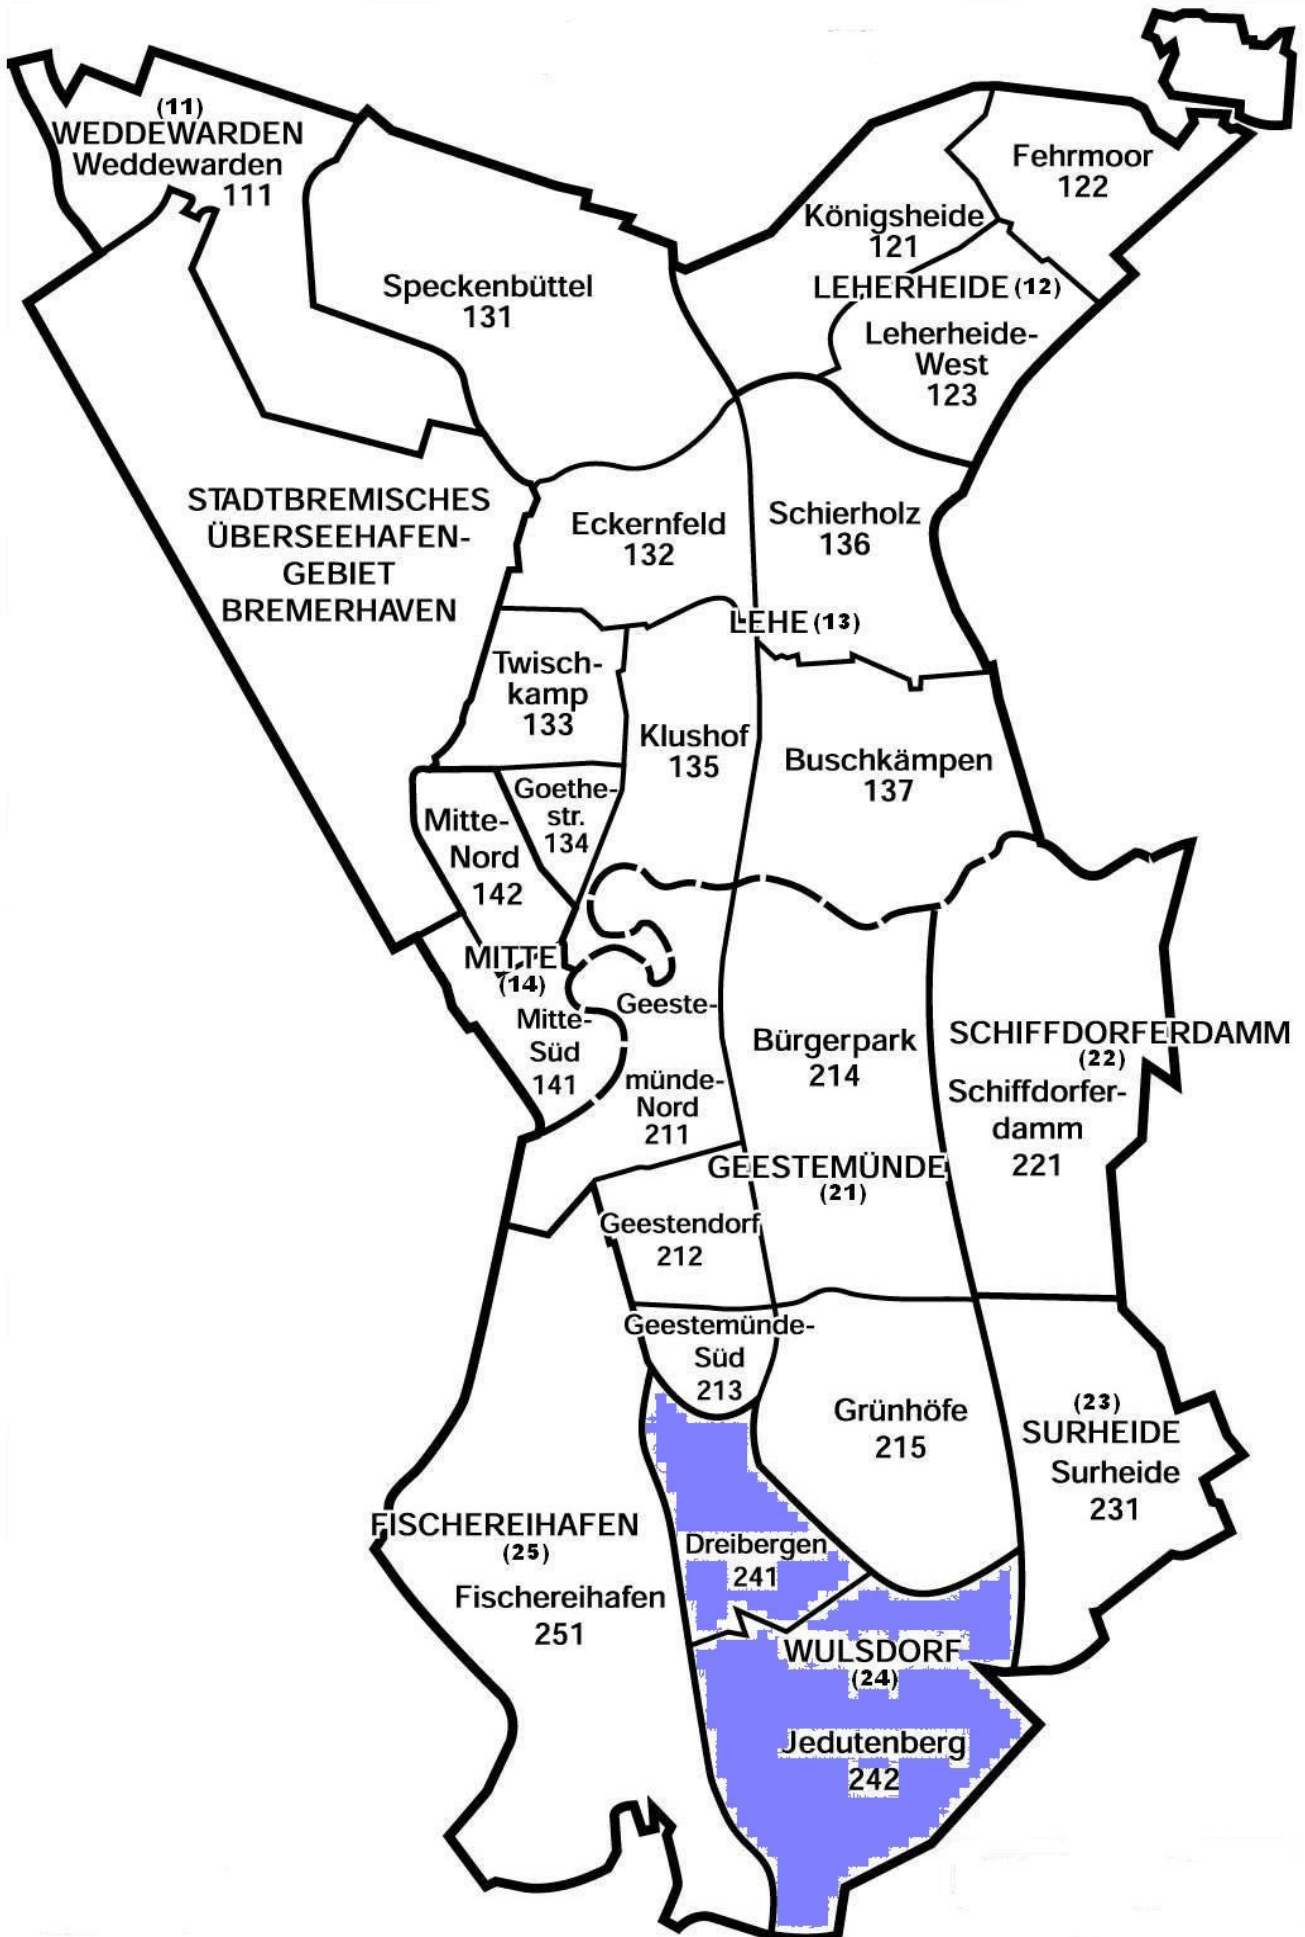 (11)
WEDDEWARDEN
Weddewarden
111
Fehrmoor
122
Königsheide
121
Speckenbüttel
131
LEHERHEIDE (12)
Leherheide-
West
123
STADTBREMISCHES
ÜBERSEEHAFEN-
GEBIET
BREMERHAVEN
Eckernfeld
132
Schierholz
136
LEHE (13)
Twisch-
kamp
133
Klushof
135
Buschkämpen
137
Goethe-
str.
134
Mitte-
Nord
142
MITTE
(14)
Mitte-
Süd
141
Geeste-
münde-
Nord
211
Bürgerpark
214
SCHIFFDORFERDAMM
(22)
Schiffdorfer-
damm
221
GEESTEMÜNDE
(21)
Geestendorf
212
Geestemünde-
Süd
213
Grünhöfe
215
(23)
SURHEIDE
Surheide
231
FISCHEREIHAFEN
(25)
Fischereihafen
251
Dreibergen
241
WULSDORF
(24)
Jedutenberg
242